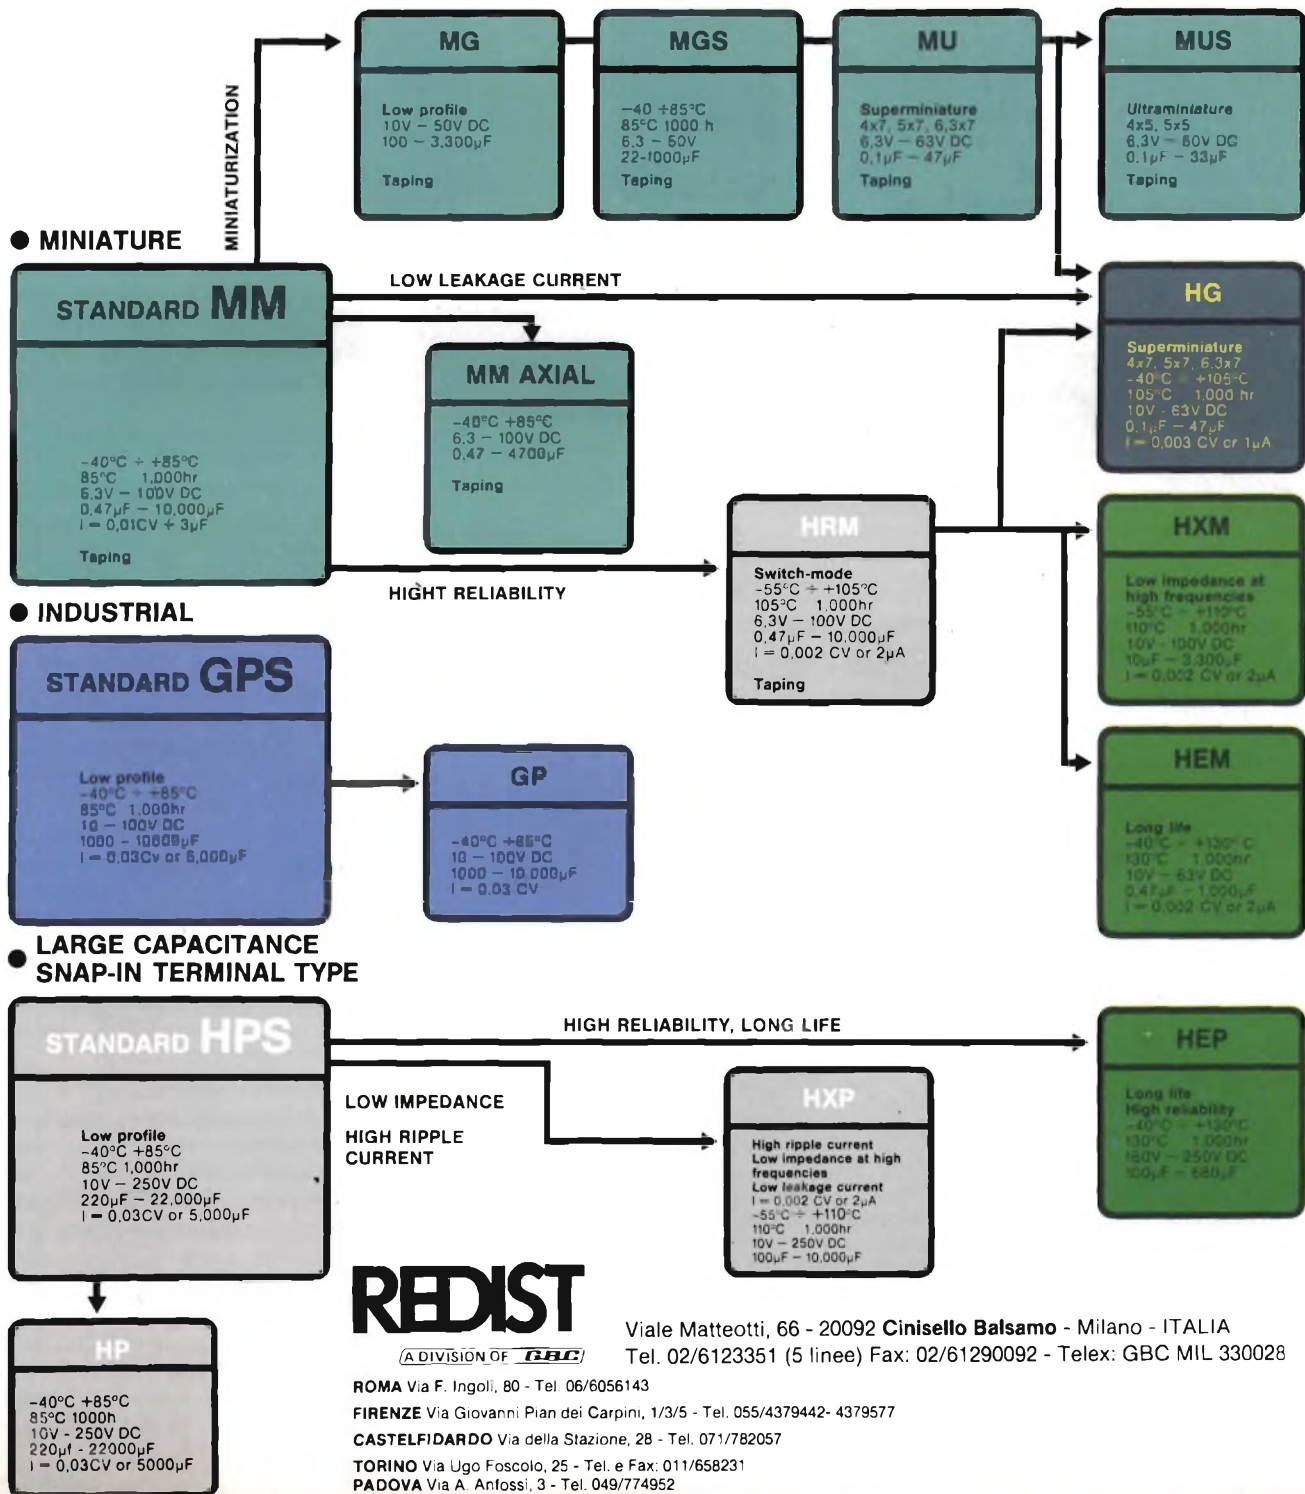 MG
Low profile
10V – 50V DC
100 – 3.300µF
Taping
MGS
-40 +85°C
85°C 1000 h
6.3 – 50V
22-1000µF
Taping
MU
Superminiature
4x7, 5x7, 6,3x7
6,3V – 63V DC
0,1µF – 47µF
Taping
MUS
Ultraminiature
4x5, 5x5
6,3V – 50V DC
0.1µF – 33µF
Taping
MINIATURIZATION
● MINIATURE
STANDARD MM
-40°C ÷ +85°C
85°C 1,000hr
6,3V – 100V DC
0,47µF – 10,000µF
I = 0,01CV + 3µF
Taping
LOW LEAKAGE CURRENT
MM AXIAL
-40°C +85°C
6.3 – 100V DC
0.47 – 4700µF
Taping
HG
Superminiature
4x7, 5x7, 6,3x7
-40°C ÷ +105°C
105°C 1,000 hr
10V - 63V DC
0.1µF – 47µF
I = 0,003 CV or 1µA
HIGHT RELIABILITY
HRM
Switch-mode
-55°C ÷ +105°C
105°C 1,000hr
6,3V – 100V DC
0,47µF – 10,000µF
I = 0,002 CV or 2µA
Taping
HXM
Low impedance at
high frequencies
-55°C ÷ +110°C
110°C 1,000hr
10V - 100V DC
10µF – 3,300µF
I = 0,002 CV or 2µA
● INDUSTRIAL
STANDARD GPS
Low profile
-40°C ÷ +85°C
85°C 1.000hr
10 – 100V DC
1000 - 10000µF
I = 0,03Cv or 5,000µF
GP
-40°C +85°C
10 – 100V DC
1000 – 10 000µF
I = 0.03 CV
HEM
Long life
-40°C ÷ +130°C
130°C 1,000hr
10V – 63V DC
0,47µF – 1,000µF
I = 0,002 CV or 2µA
● LARGE CAPACITANCE
SNAP-IN TERMINAL TYPE
STANDARD HPS
Low profile
-40°C +85°C
85°C 1,000hr
10V – 250V DC
220µF – 22,000µF
I = 0,03CV or 5,000µF
HIGH RELIABILITY, LONG LIFE
LOW IMPEDANCE
HIGH RIPPLE
CURRENT
HXP
High ripple current
Low impedance at high
frequencies
Low leakage current
I = 0,002 CV or 2µA
-55°C ÷ +110°C
110°C 1.000hr
10V – 250V DC
100µF – 10,000µF
HEP
Long life
High reliability
-40°C ÷ +130°C
130°C 1,000hr
160V – 250V DC
100µF – 680µF
HP
-40°C +85°C
85°C 1000h
10V - 250V DC
220µf - 22000µF
I = 0,03CV or 5000µF
REDIST
A DIVISION OF GBC
Viale Matteotti, 66 - 20092 Cinisello Balsamo - Milano - ITALIA
Tel. 02/6123351 (5 linee) Fax: 02/61290092 - Telex: GBC MIL 330028
ROMA Via F. Ingoli, 80 - Tel. 06/6056143
FIRENZE Via Giovanni Pian dei Carpini, 1/3/5 - Tel. 055/4379442- 4379577
CASTELFIDARDO Via della Stazione, 28 - Tel. 071/782057
TORINO Via Ugo Foscolo, 25 - Tel. e Fax: 011/658231
PADOVA Via A. Anfossi, 3 - Tel. 049/774952